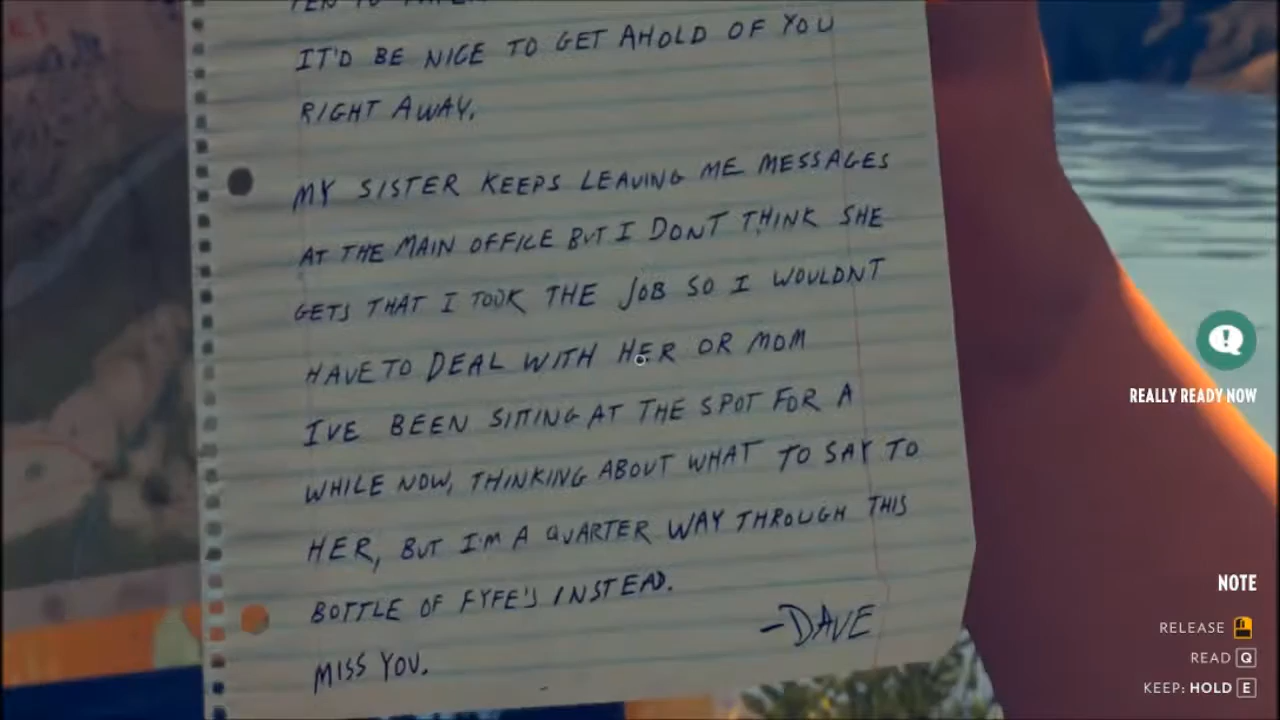 IT'D BE NICE TO GET AHOLD OF YOU
RIGHT AWAY.
MY SISTER KEEPS LEAVING ME MESSAGES
AT THE MAIN OFFICE BUT I DONT THINK SHE
GETS THAT I TOOK THE JOB SO I WOULDNT
HAVE TO DEAL WITH HER OR MOM
I'VE BEEN SITTING AT THE SPOT FOR A
WHILE NOW, THINKING ABOUT WHAT TO SAY TO
HER, BUT I'M A QUARTER WAY THROUGH THIS
BOTTLE OF FYFE'S INSTEAD.
MISS YOU.
-DAVE
REALLY READY NOW
NOTE
RELEASE
READ Q
KEEP: HOLD E